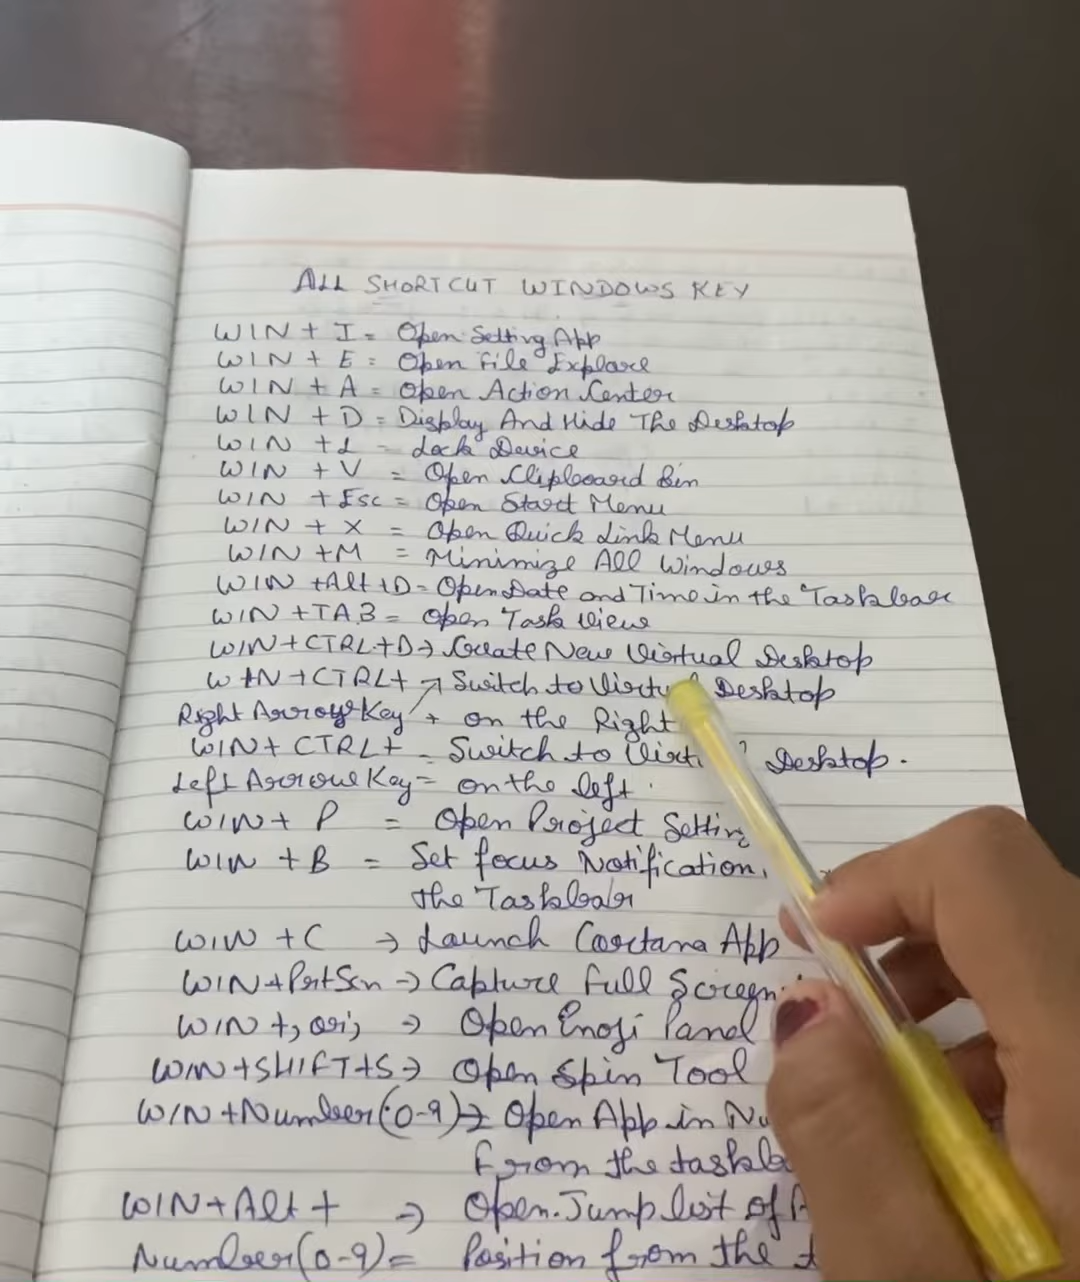 ALL SHORTCUT WINDOWS KEY
WIN + I = Open Setting App
WIN + E = Open File Explore
WIN + A = Open Action Center
WIN + D = Display And Hide The Desktop
WIN + L = Lock Device
WIN + V = Open Clipboard Bin
WIN + Esc = Open Start Menu
WIN + X = Open Quick Link Menu
WIN + M = Minimize All Windows
WIN + Alt + D = Open Date and Time in the Taskbar
WIN + TAB = Open Task View
WIN + CTRL + D → Create New Virtual Desktop
WIN + CTRL + → Switch to Desktop
Right Arrow Key + on the Right
WIN + CTRL + = Switch to Desktop.
Left Arrow Key = on the left.
WIN + P = Open Project
WIN + B = Set focus Notification
the Taskbar
WIN + C → Launch Cortana App
WIN + PrtScn → Capture Full Screen
WIN +, or ; → Open Emoji Panel
WIN + SHIFT + S → Open Spin Tool
WIN + Number (0-9) → Open App in
From the
WIN + Alt + → Open Jump list of
Number (0-9) = Position from the